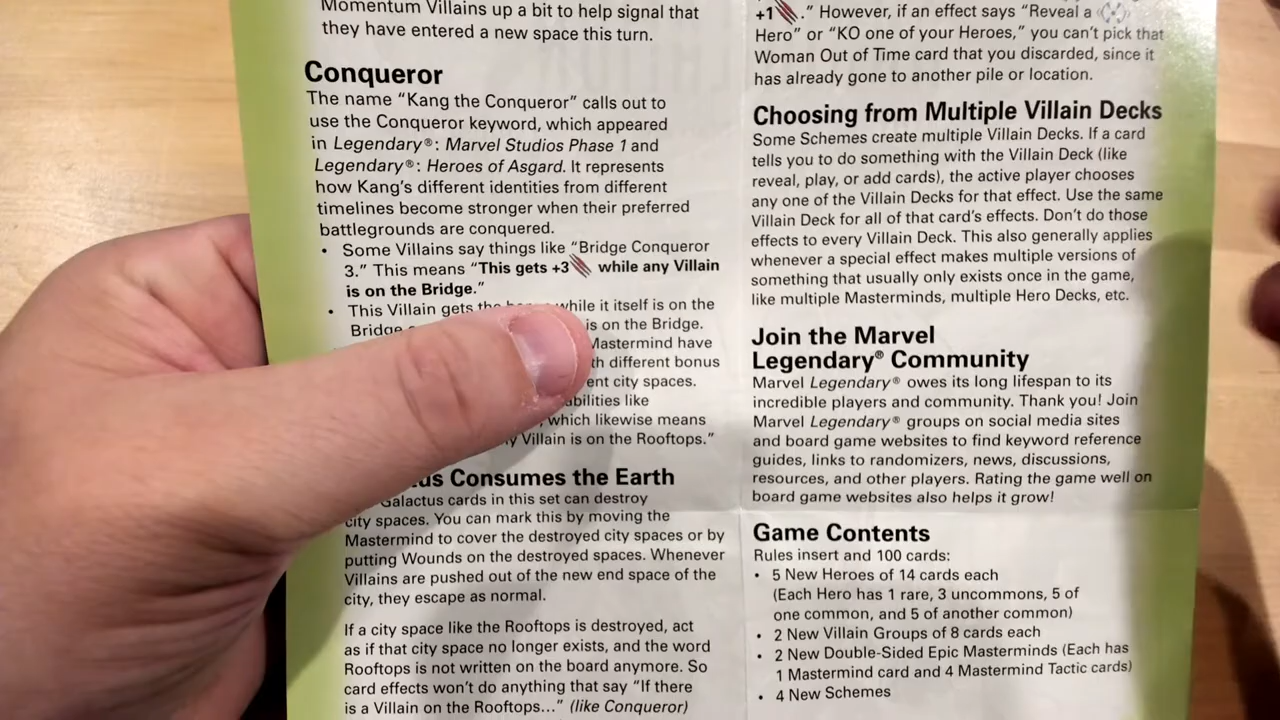 Momentum Villains up a bit to help signal that
they have entered a new space this turn.
Conqueror
The name “Kang the Conqueror” calls out to
use the Conqueror keyword, which appeared
in Legendary®: Marvel Studios Phase 1 and
Legendary®: Heroes of Asgard. It represents
how Kang's different identities from different
timelines become stronger when their preferred
battlegrounds are conquered.
• Some Villains say things like “Bridge Conqueror
3.” This means “This gets +3 while any Villain
is on the Bridge.”
• This Villain gets the while it itself is on the
Bridge is on the Bridge.
Mastermind have
different bonus
city spaces.
like
which likewise means
Villain is on the Rooftops.”
Consumes the Earth
Galactus cards in this set can destroy
city spaces. You can mark this by moving the
Mastermind to cover the destroyed city spaces or by
putting Wounds on the destroyed spaces. Whenever
Villains are pushed out of the new end space of the
city, they escape as normal.
If a city space like the Rooftops is destroyed, act
as if that city space no longer exists, and the word
Rooftops is not written on the board anymore. So
card effects won't do anything that say “If there
is a Villain on the Rooftops…” (like Conqueror)
+1 .” However, if an effect says “Reveal a
Hero” or “KO one of your Heroes,” you can't pick that
Woman Out of Time card that you discarded, since it
has already gone to another pile or location.
Choosing from Multiple Villain Decks
Some Schemes create multiple Villain Decks. If a card
tells you to do something with the Villain Deck (like
reveal, play, or add cards), the active player chooses
any one of the Villain Decks for that effect. Use the same
Villain Deck for all of that card's effects. Don't do those
effects to every Villain Deck. This also generally applies
whenever a special effect makes multiple versions of
something that usually only exists once in the game,
like multiple Masterminds, multiple Hero Decks, etc.
Join the Marvel
Legendary® Community
Marvel Legendary® owes its long lifespan to its
incredible players and community. Thank you! Join
Marvel Legendary® groups on social media sites
and board game websites to find keyword reference
guides, links to randomizers, news, discussions,
resources, and other players. Rating the game well on
board game websites also helps it grow!
Game Contents
Rules insert and 100 cards:
• 5 New Heroes of 14 cards each
(Each Hero has 1 rare, 3 uncommons, 5 of
one common, and 5 of another common)
• 2 New Villain Groups of 8 cards each
• 2 New Double-Sided Epic Masterminds (Each has
1 Mastermind card and 4 Mastermind Tactic cards)
• 4 New Schemes